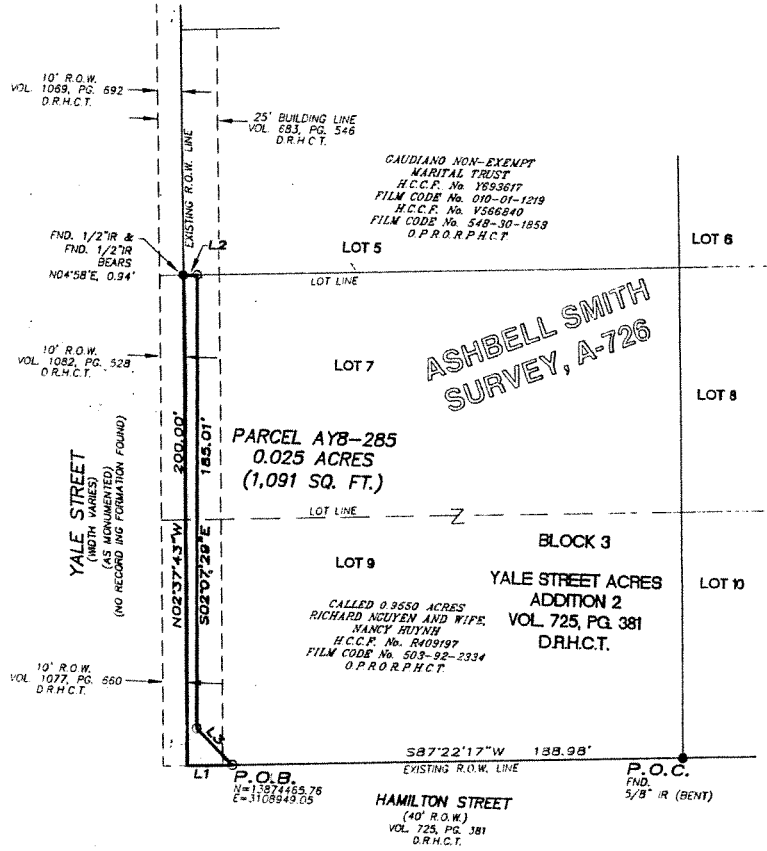 10' R.O.W.
VOL. 1069, PG. 692
D.R.H.C.T.
25' BUILDING LINE
VOL. 683, PG. 546
D.R.H.C.T.
EXISTING R.O.W. LINE
GAUDIANO NON-EXEMPT
MARITAL TRUST
H.C.C.F. No. Y693617
FILM CODE No. 010-01-1219
H.C.C.F. No. V566840
FILM CODE No. 548-30-1858
O.P.R.O.R.P.H.C.T.
FND. 1/2"IR &
FND. 1/2"IR
BEARS
N04°58'E, 0.94'
L2
LOT 5
LOT 6
LOT LINE
ASHBELL SMITH
SURVEY, A-726
10' R.O.W.
VOL. 1082, PG. 528
D.R.H.C.T.
LOT 7
LOT 8
200.00'
185.01'
PARCEL AY8-285
0.025 ACRES
(1,091 SQ. FT.)
YALE STREET
(WIDTH VARIES)
(AS MONUMENTED)
(NO RECORD ING FORMATION FOUND)
N02°37'43"W
S02°07'29"E
LOT LINE
Z
BLOCK 3
LOT 9
YALE STREET ACRES
ADDITION 2
VOL. 725, PG. 381
D.R.H.C.T.
LOT 10
CALLED 0.9550 ACRES
RICHARD NGUYEN AND WIFE,
NANCY HUYNH
H.C.C.F. No. R409197
FILM CODE No. 503-92-2334
O.P.R.O.R.P.H.C.T.
10' R.O.W.
VOL. 1077, PG. 660
D.R.H.C.T.
L3
S87°22'17"W 188.98'
L1
P.O.B.
N=13874465.76
E=3108949.05
EXISTING R.O.W. LINE
P.O.C.
FND.
5/8" IR (BENT)
HAMILTON STREET
(40' R.O.W.)
VOL. 725, PG. 381
D.R.H.C.T.